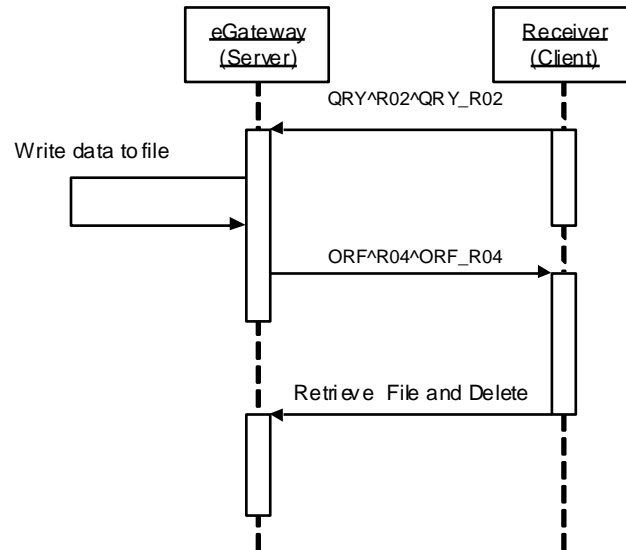 eGateway
(Server)
Receiver
(Client)
QRY^R02^QRY_R02
Write data to file
ORF^R04^ORF_R04
Retrieve File and Delete